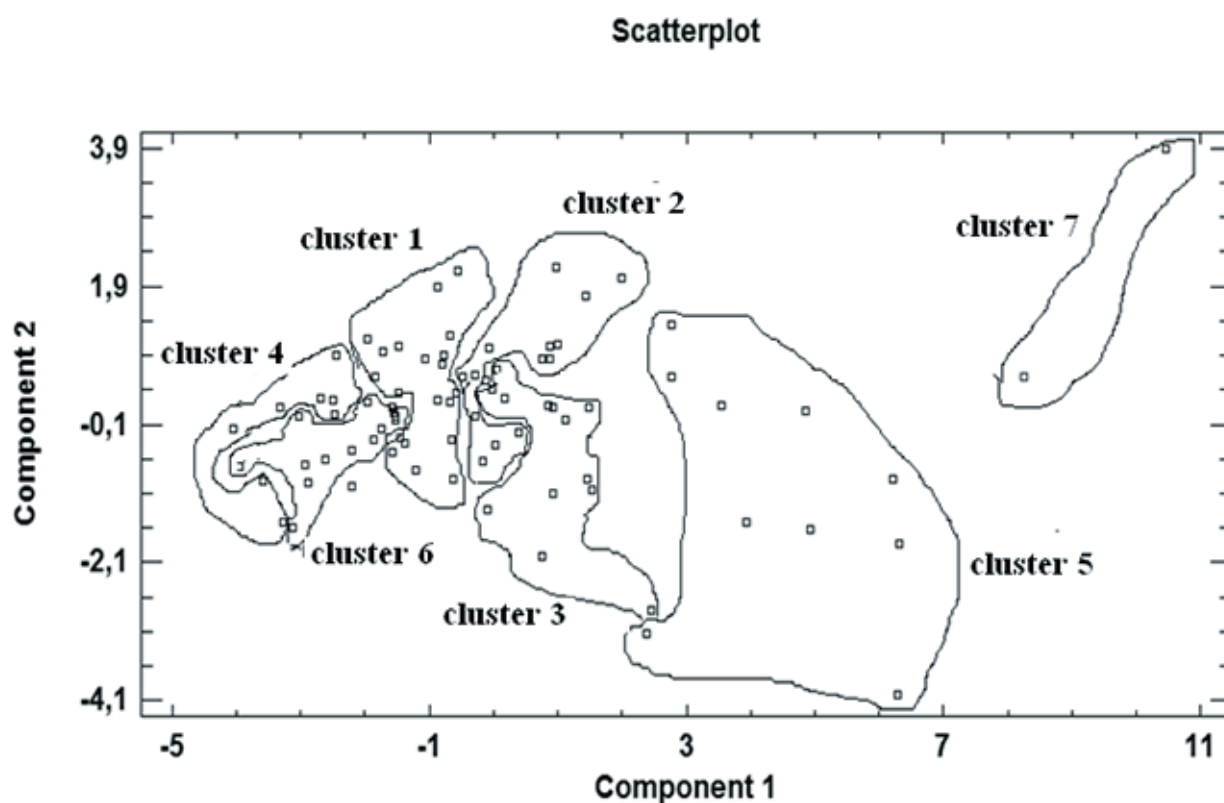 Scatterplot
3,9
cluster 2
cluster 7
cluster 1
1,9
Component 2
cluster 4
-0,1
cluster 6
-2,1
cluster 5
cluster 3
-4,1
-5
-1
3
7
11
Component 1